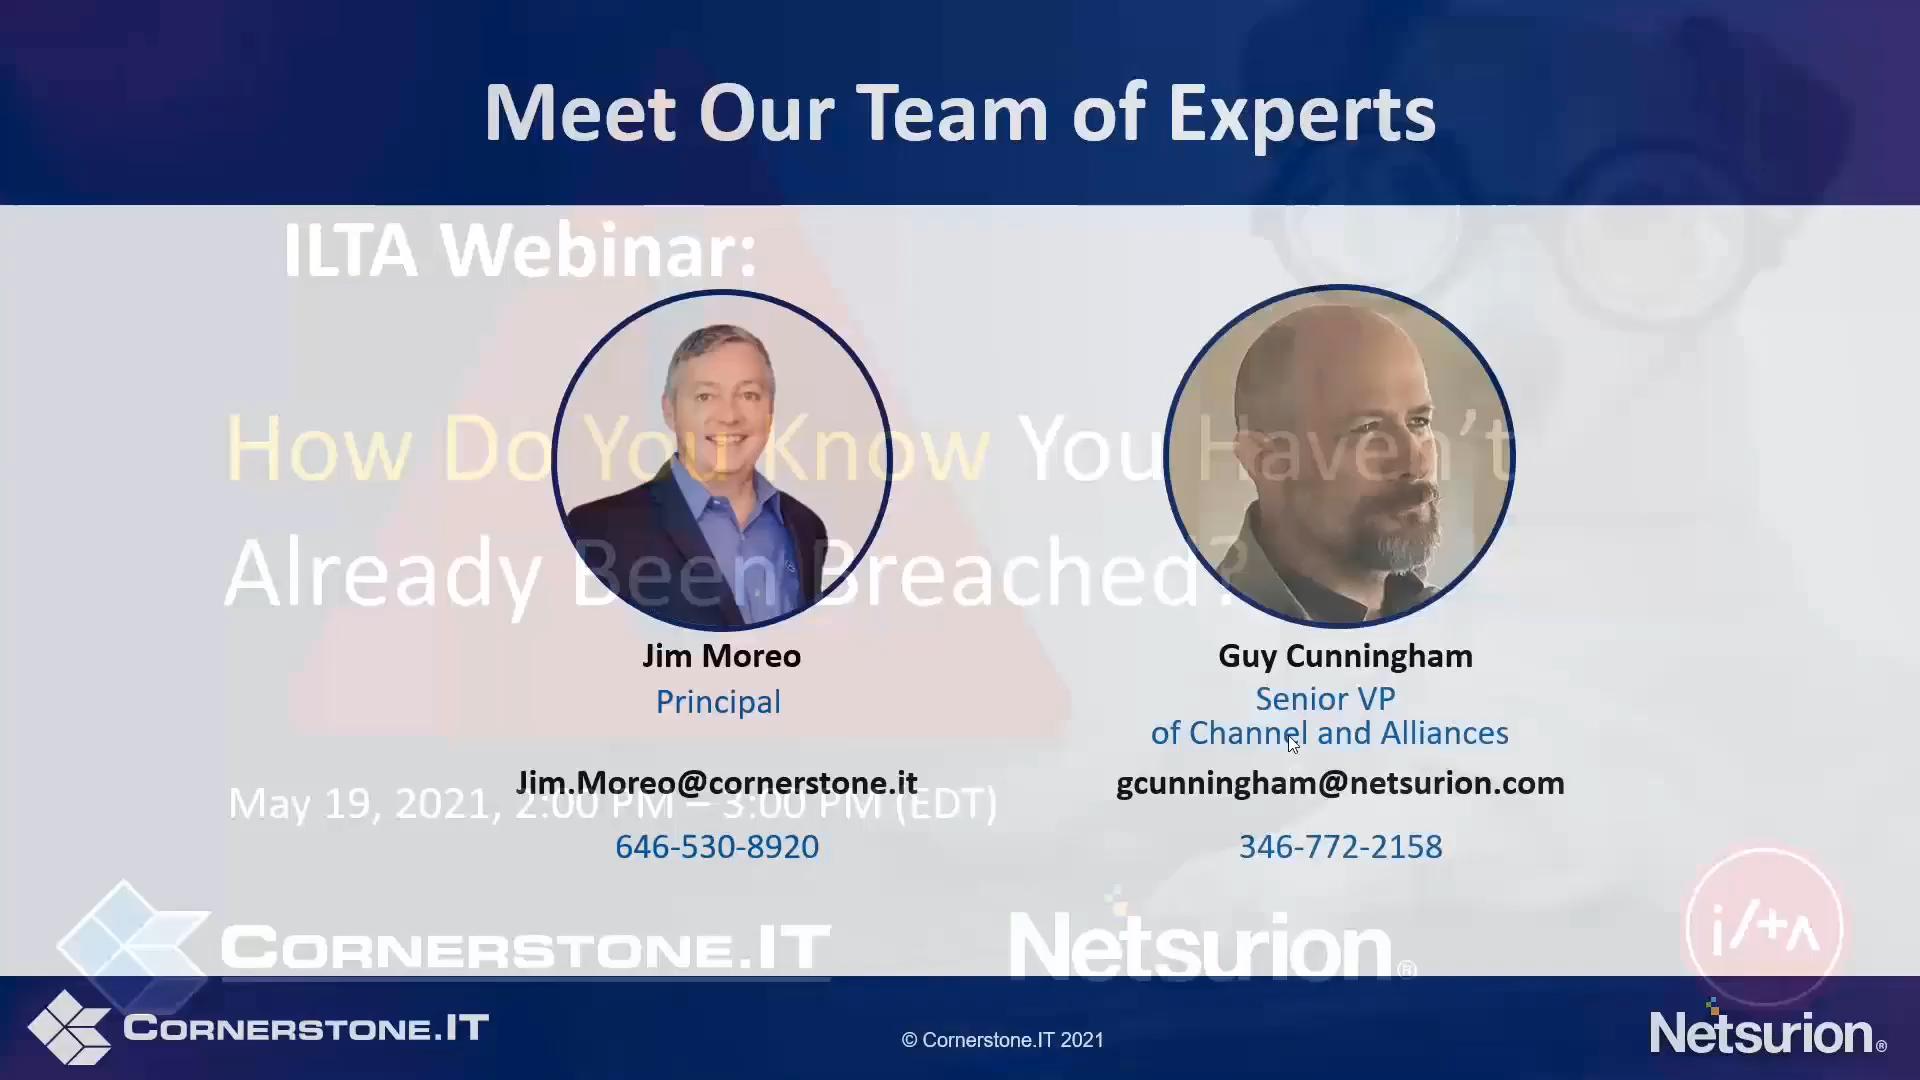 Meet Our Team of Experts
ILTA Webinar:
How Do You Know You Haven't
Already Been Breached?
Jim Moreo
Principal
Jim.Moreo@cornerstone.it
646-530-8920
Guy Cunningham
Senior VP
of Channel and Alliances
gcunningham@netsurion.com
346-772-2158
May 19, 2021, 2:00 PM – 3:00 PM (EDT)
CORNERSTONE.IT
Netsurion®
ilta
CORNERSTONE.IT
© Cornerstone.IT 2021
Netsurion®